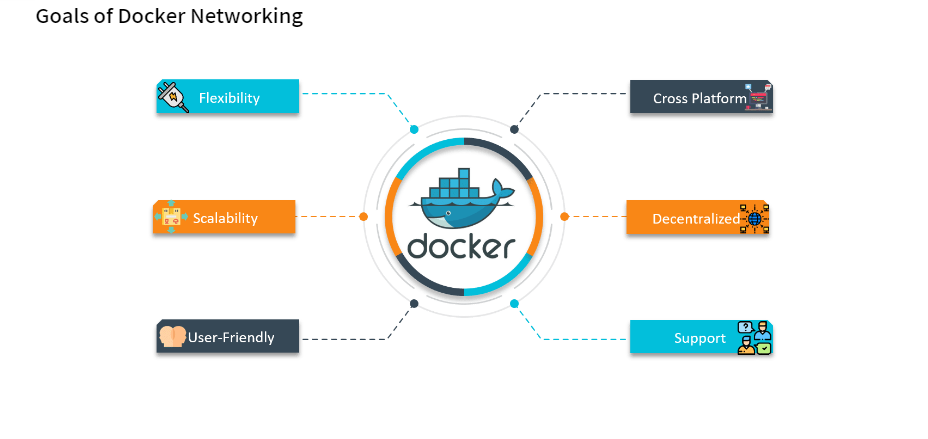 Goals of Docker Networking
Flexibility
Cross Platform
Scalability
Decentralized
docker
User-Friendly
Support